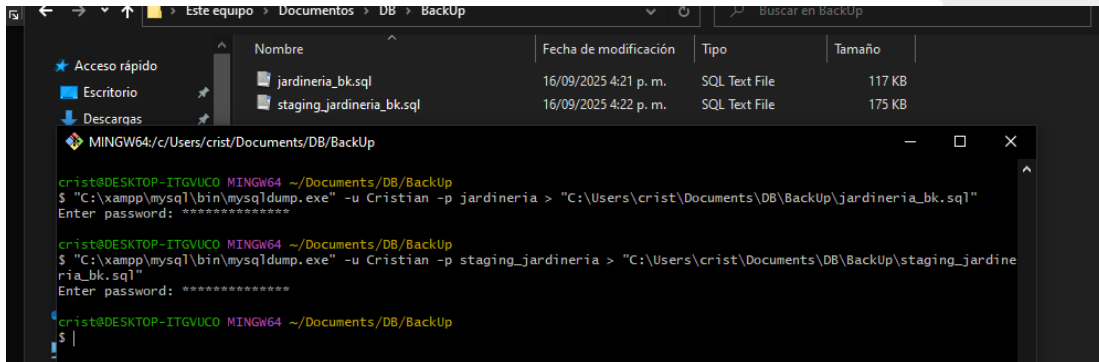 Este equipo > Documentos > DB > BackUp
Buscar en BackUp
Nombre Fecha de modificación Tipo Tamaño
Acceso rápido
jardineria_bk.sql 16/09/2025 4:21 p. m. SQL Text File 117 KB
Escritorio
staging_jardineria_bk.sql 16/09/2025 4:22 p. m. SQL Text File 175 KB
Descargas
MINGW64:/c/Users/crist/Documents/DB/BackUp
crist@DESKTOP-ITGVUCO MINGW64 ~/Documents/DB/BackUp
$ "C:\xampp\mysql\bin\mysqldump.exe" -u Cristian -p jardineria > "C:\Users\crist\Documents\DB\BackUp\jardineria_bk.sql"
Enter password: **************
crist@DESKTOP-ITGVUCO MINGW64 ~/Documents/DB/BackUp
$ "C:\xampp\mysql\bin\mysqldump.exe" -u Cristian -p staging_jardineria > "C:\Users\crist\Documents\DB\BackUp\staging_jardine
ria_bk.sql"
Enter password: **************
crist@DESKTOP-ITGVUCO MINGW64 ~/Documents/DB/BackUp
$